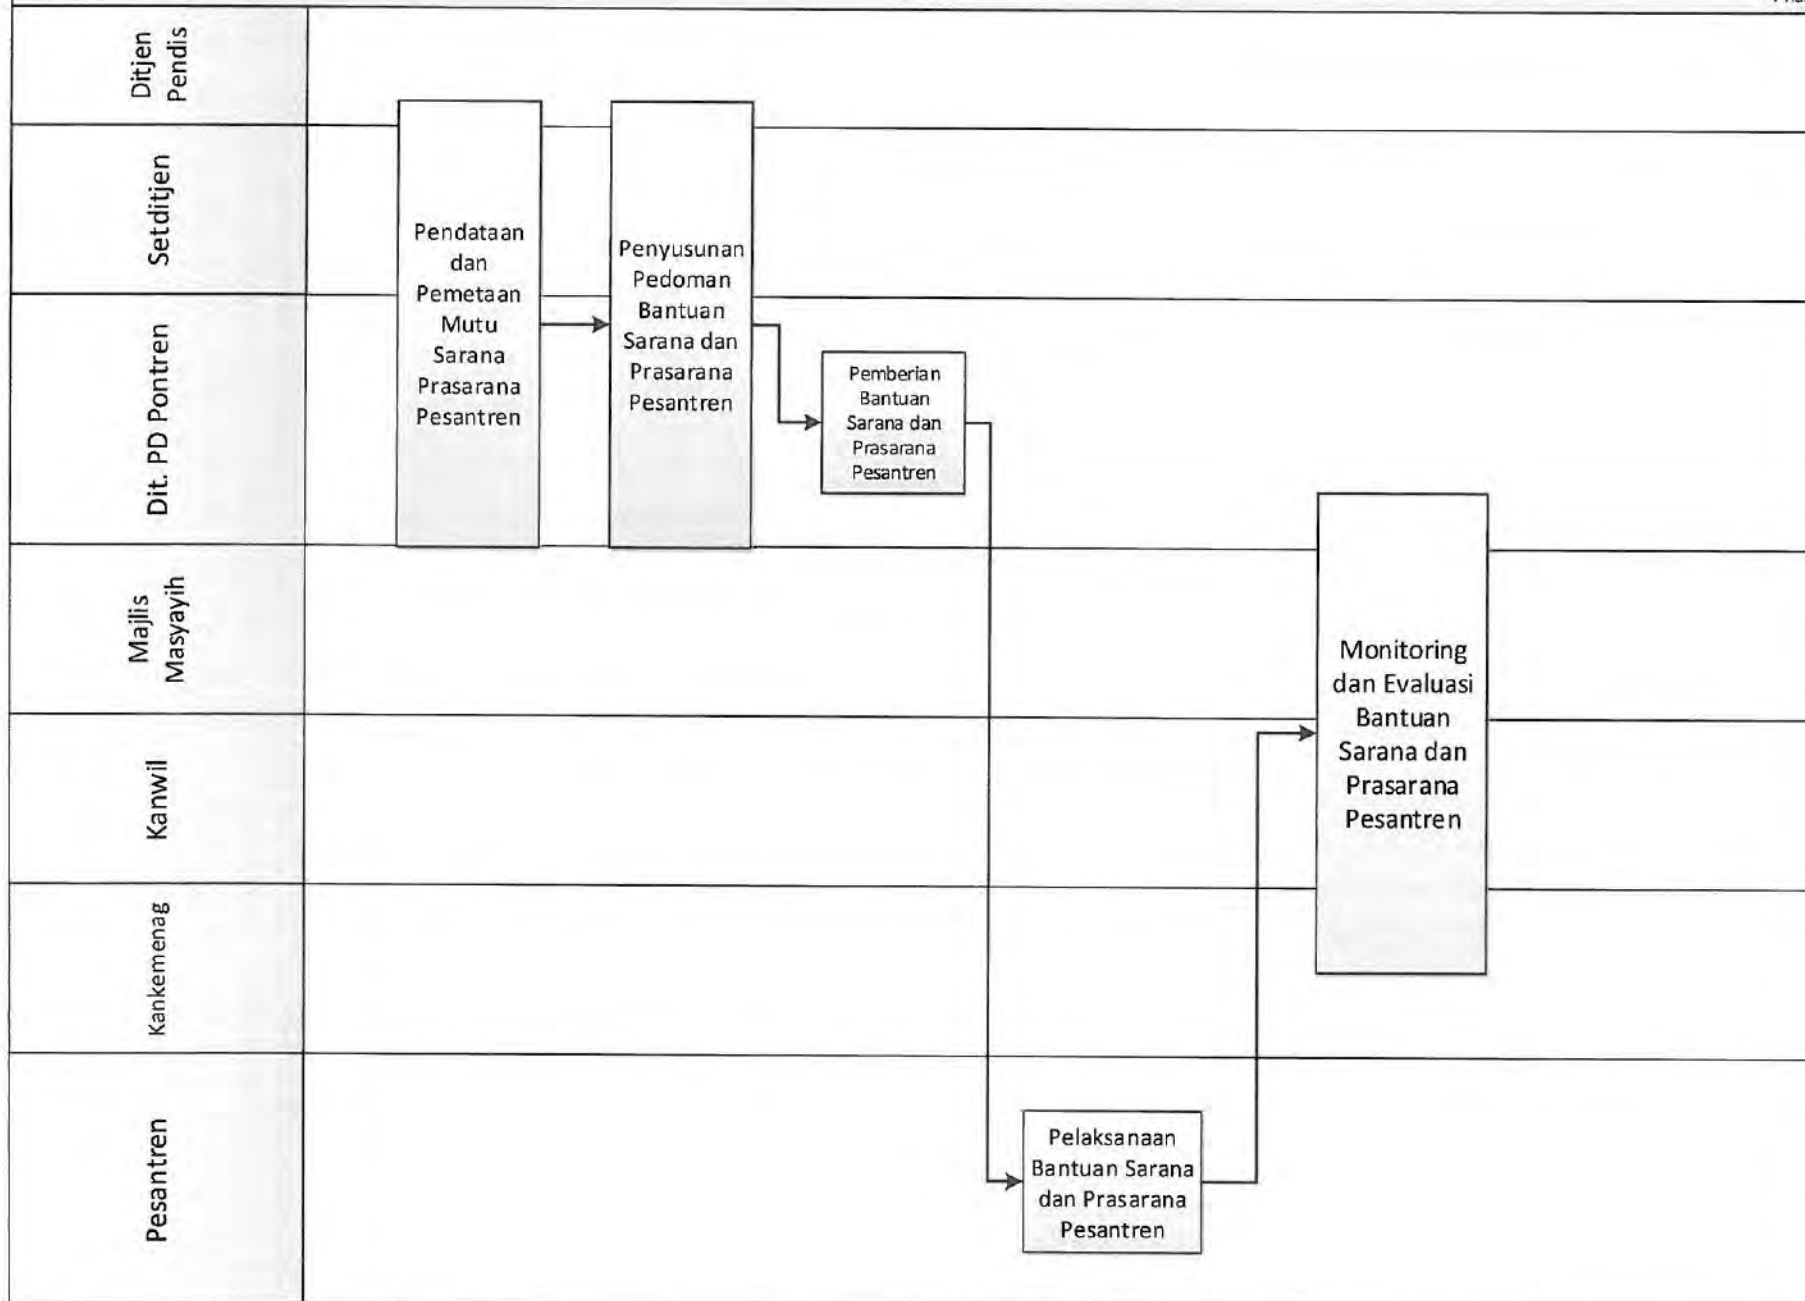 Ditjen
Pendis
Setditjen
Dit. PD Pontren
Majlis
Masyayih
Kanwil
Kankemenag
Pesantren
Pendataan
dan
Pemetaan
Mutu
Sarana
Prasarana
Pesantren
Penyusunan
Pedoman
Bantuan
Sarana dan
Prasarana
Pesantren
Pemberian
Bantuan
Sarana dan
Prasarana
Pesantren
Pelaksanaan
Bantuan Sarana
dan Prasarana
Pesantren
Monitoring
dan Evaluasi
Bantuan
Sarana dan
Prasarana
Pesantren